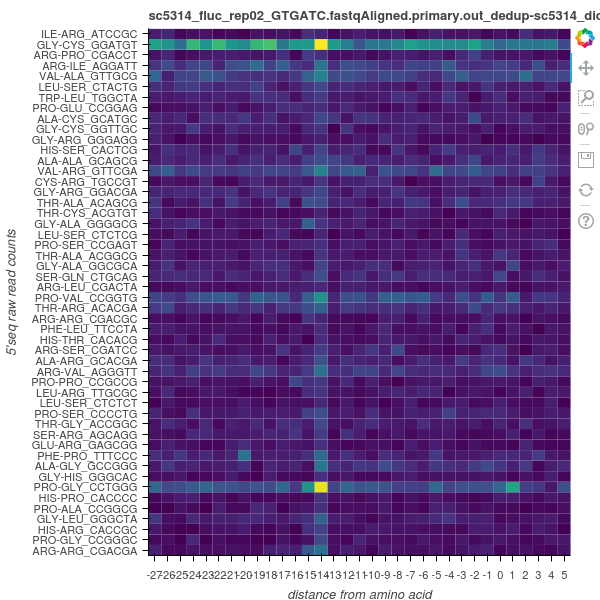 sc5314_fluc_rep02_GTGATC.fastqAligned.primary.out_dedup-sc5314_dic
ILE-ARG_ATCCGC
GLY-CYS_GGATGT
ARG-PRO_CGACCT
ARG-ILE_AGGATT
VAL-ALA_GTTGCG
LEU-SER_CTACTG
TRP-LEU_TGGCTA
PRO-GLU_CCGGAG
ALA-CYS_GCATGC
GLY-CYS_GGTTGC
GLY-ARG_GGGAGG
HIS-SER_CACTCG
ALA-ALA_GCAGCG
VAL-ARG_GTTCGA
CYS-ARG_TGCCGT
GLY-ARG_GGACGA
THR-ALA_ACAGCG
THR-CYS_ACGTGT
GLY-ALA_GGGGCG
LEU-SER_CTCTCG
PRO-SER_CCGAGT
THR-ALA_ACGGCG
GLY-ALA_GGCGCA
SER-GLN_CTGCAG
ARG-LEU_CGACTA
PRO-VAL_CCGGTG
THR-ARG_ACACGA
ARG-ARG_CGACGC
PHE-LEU_TTCCTA
HIS-THR_CACACG
ARG-SER_CGATCC
ALA-ARG_GCACGA
ARG-VAL_AGGGTT
PRO-PRO_CCGCCG
LEU-ARG_TTGCGC
LEU-SER_CTCTCT
PRO-SER_CCCCTG
THR-GLY_ACCGGC
SER-ARG_AGCAGG
GLU-ARG_GAGCGG
PHE-PRO_TTTCCC
ALA-GLY_GCCGGG
GLY-HIS_GGGCAC
PRO-GLY_CCTGGG
HIS-PRO_CACCCC
PRO-ALA_CCGGCG
GLY-LEU_GGGCTA
HIS-ARG_CACCGC
PRO-GLY_CCGGGC
ARG-ARG_CGACGA
5'seq raw read counts
-27-26-25-24-23-22-21-20-19-18-17-16-15-14-13-12-11-10-9 -8 -7 -6 -5 -4 -3 -2 -1 0 1 2 3 4 5
distance from amino acid